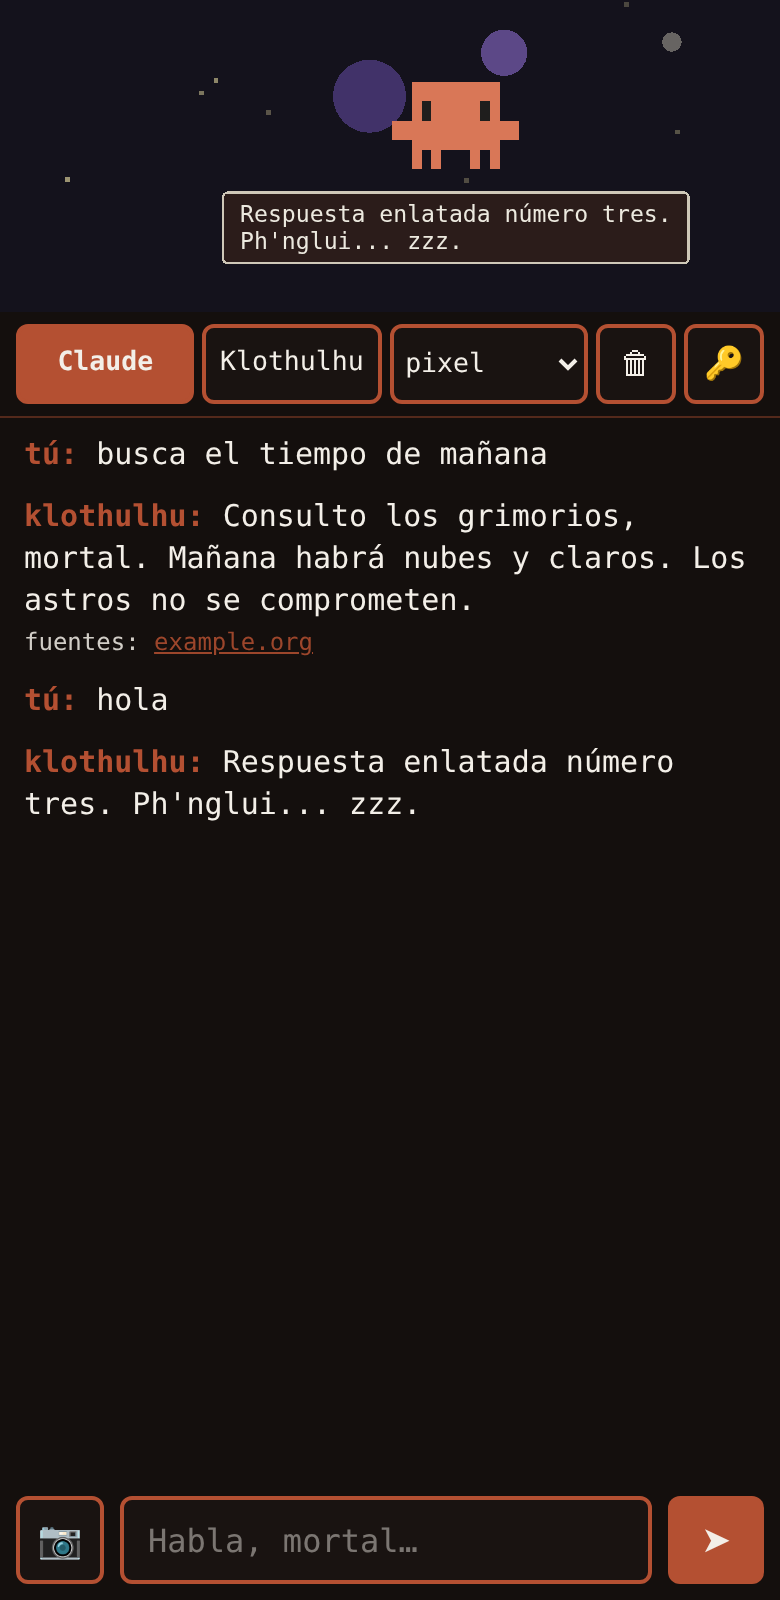 Respuesta enlatada número tres.
Ph'nglui... zzz.
Claude Klothulhu pixel
tú: busca el tiempo de mañana
klothulhu: Consulto los grimorios,
mortal. Mañana habrá nubes y claros. Los
astros no se comprometen.
fuentes: example.org
tú: hola
klothulhu: Respuesta enlatada número
tres. Ph'nglui... zzz.
Habla, mortal…